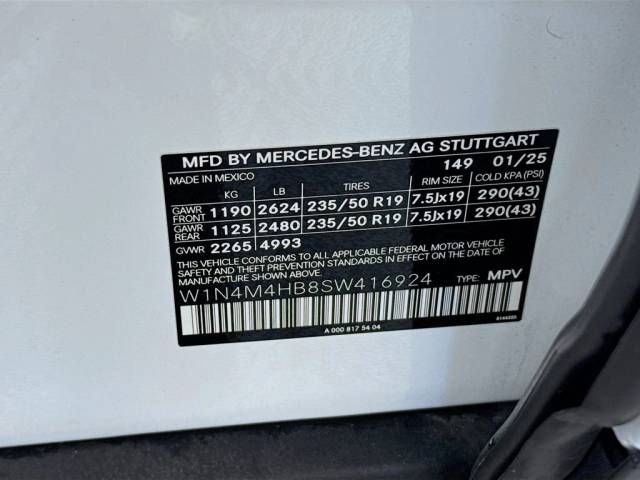 MFD BY MERCEDES-BENZ AG STUTTGART
MADE IN MEXICO 149 01/25
KG LB TIRES RIM SIZE COLD KPA (PSI)
GAWR FRONT 1190 2624 235/50 R19 7.5Jx19 290(43)
GAWR REAR 1125 2480 235/50 R19 7.5Jx19 290(43)
GVWR 2265 4993
THIS VEHICLE CONFORMS TO ALL APPLICABLE FEDERAL MOTOR VEHICLE
SAFETY AND THEFT PREVENTION STANDARDS IN EFFECT ON THE DATE OF
MANUFACTURE SHOWN ABOVE.
W1N4M4HB8SW416924 TYPE: MPV
A 000 817 54 04